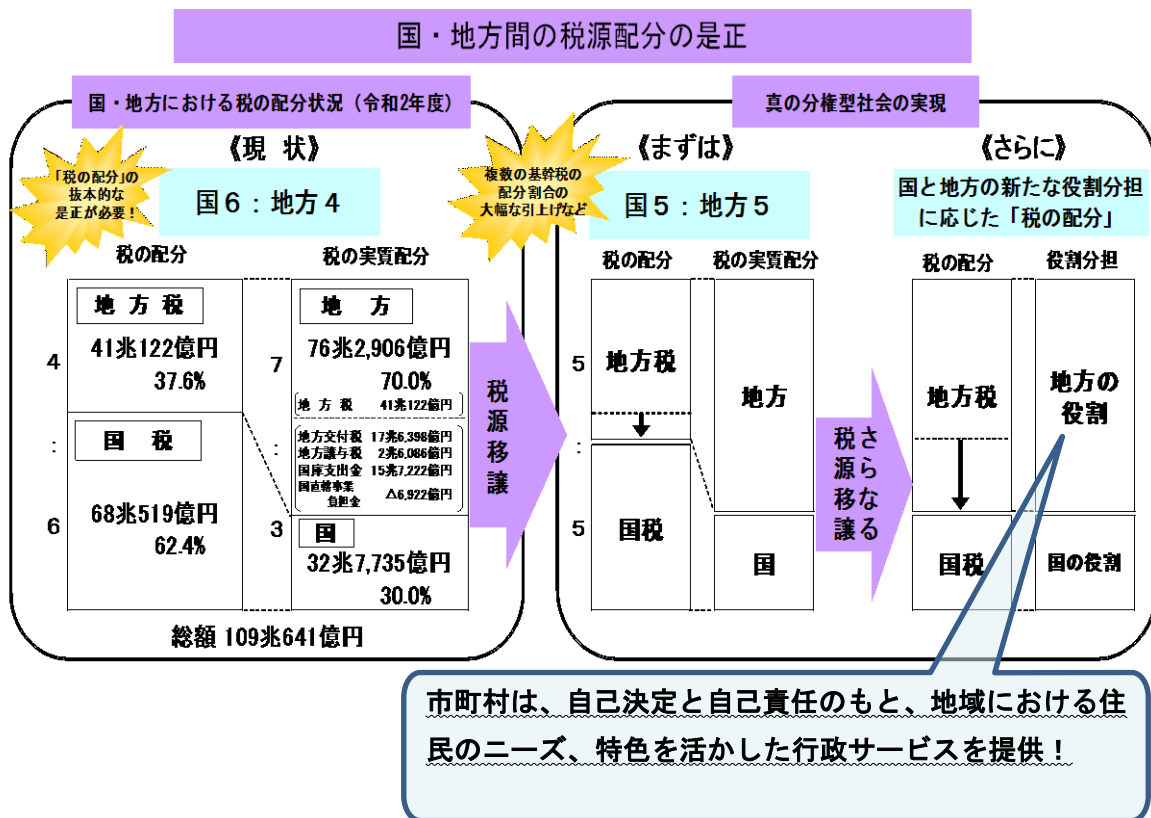 国・地方間の税源配分の是正
国・地方における税の配分状況（令和2年度）
《現 状》
「税の配分」の
抜本的な
是正が必要！
国６：地方４
税の配分
税の実質配分
4
:
6
地 方 税
41兆122億円
37.6%
国 税
68兆519億円
62.4%
7
:
3
地 方
76兆2,906億円
70.0%
地 方 税 41兆122億円
地方交付税 17兆6,398億円
地方譲与税 2兆6,086億円
国庫支出金 15兆7,222億円
国直轄事業
負担金 △6,922億円
国
32兆7,735億円
30.0%
総額 109兆641億円
税源移譲
真の分権型社会の実現
《まずは》
複数の基幹税の
配分割合の
大幅な引上げなど
国５：地方５
税の配分
税の実質配分
5
:
5
地方税
国税
地方
国
さらなる
税源移譲
《さらに》
国と地方の新たな役割分担
に応じた「税の配分」
税の配分
役割分担
地方税
国税
地方の
役割
国の役割
市町村は、自己決定と自己責任のもと、地域における住
民のニーズ、特色を活かした行政サービスを提供！